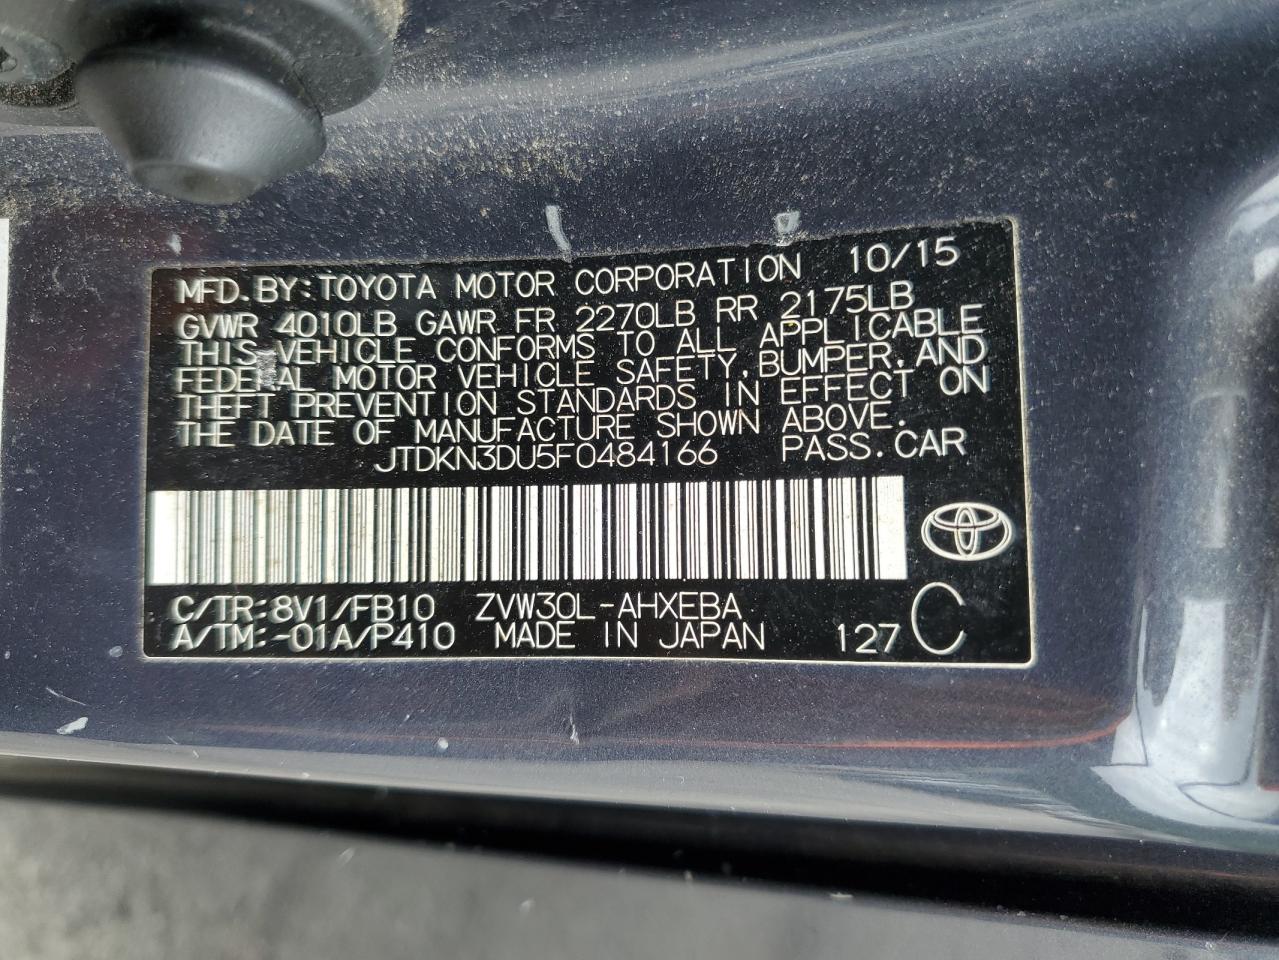 MFD. BY: TOYOTA MOTOR CORPORATION 10/15
GVWR 4010LB GAWR FR 2270LB RR 2175LB
THIS VEHICLE CONFORMS TO ALL APPLICABLE
FEDERAL MOTOR VEHICLE SAFETY, BUMPER, AND
THEFT PREVENTION STANDARDS IN EFFECT ON
THE DATE OF MANUFACTURE SHOWN ABOVE.
JTDKN3DU5F0484166 PASS. CAR
C/TR: 8V1/FB10 ZVW30L-AHXEBA
A/TM: -01A/P410 MADE IN JAPAN 127 C